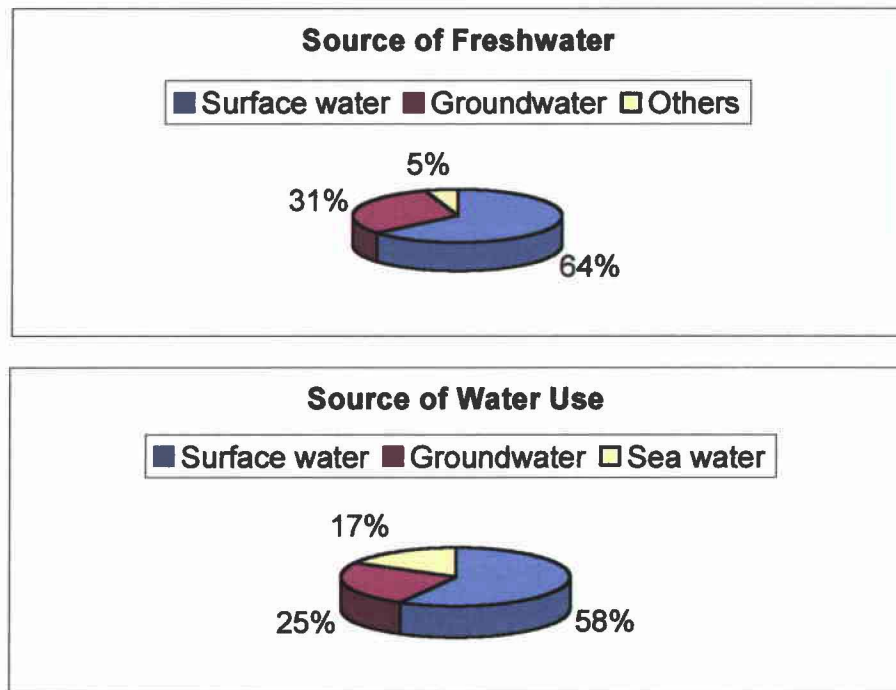 Source of Freshwater
Surface water Groundwater Others
5%
31%
64%
Source of Water Use
Surface water Groundwater Sea water
17%
25%
58%